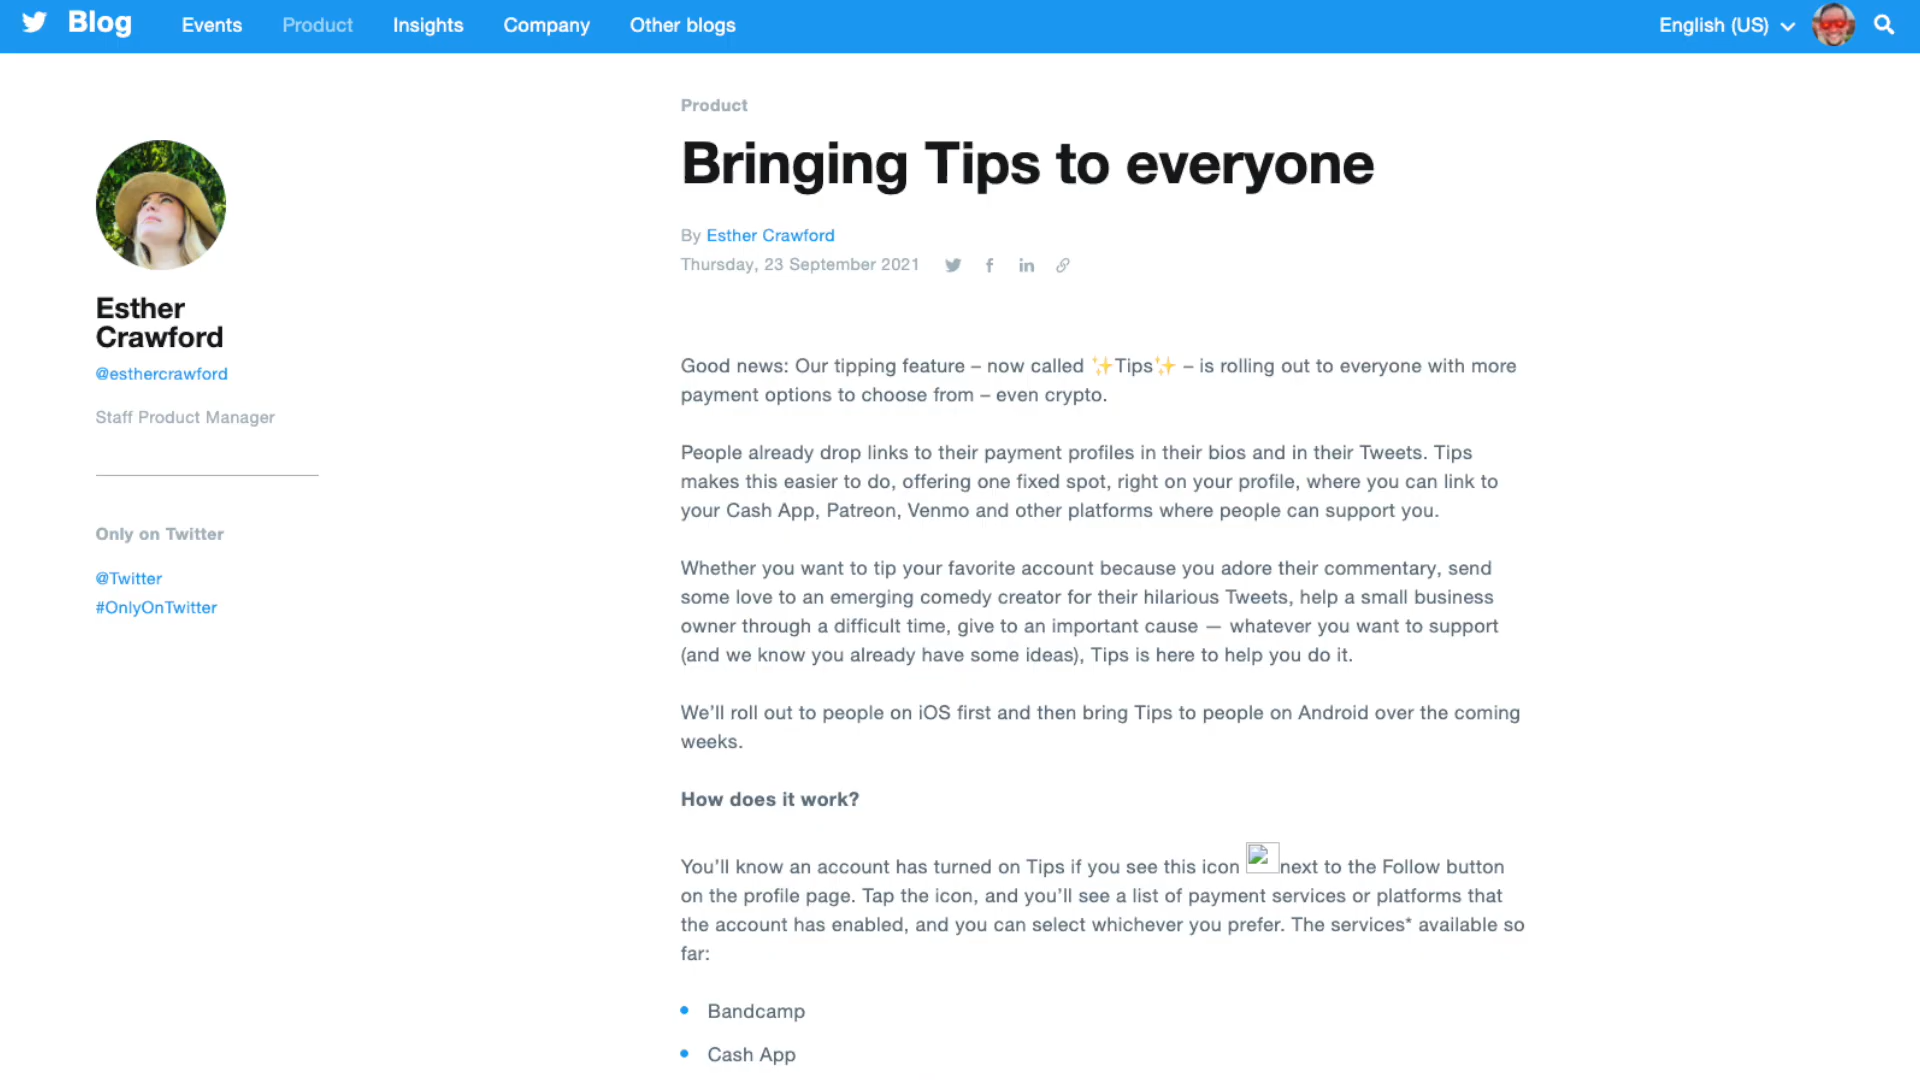 Blog Events Product Insights Company Other blogs English (US)
Product
Bringing Tips to everyone
By Esther Crawford
Thursday, 23 September 2021
Esther
Crawford
@esthercrawford
Staff Product Manager
Only on Twitter
@Twitter
#OnlyOnTwitter
Good news: Our tipping feature – now called ✨Tips✨ – is rolling out to everyone with more
payment options to choose from – even crypto.
People already drop links to their payment profiles in their bios and in their Tweets. Tips
makes this easier to do, offering one fixed spot, right on your profile, where you can link to
your Cash App, Patreon, Venmo and other platforms where people can support you.
Whether you want to tip your favorite account because you adore their commentary, send
some love to an emerging comedy creator for their hilarious Tweets, help a small business
owner through a difficult time, give to an important cause — whatever you want to support
(and we know you already have some ideas), Tips is here to help you do it.
We’ll roll out to people on iOS first and then bring Tips to people on Android over the coming
weeks.
How does it work?
You’ll know an account has turned on Tips if you see this icon next to the Follow button
on the profile page. Tap the icon, and you’ll see a list of payment services or platforms that
the account has enabled, and you can select whichever you prefer. The services* available so
far:
• Bandcamp
• Cash App